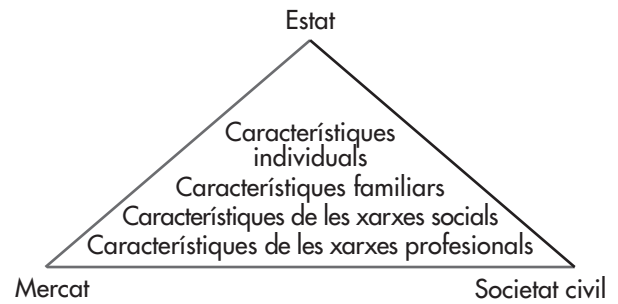 Estat
Característiques
individuals
Característiques familiars
Característiques de les xarxes socials
Característiques de les xarxes profesionals
Mercat
Societat civil